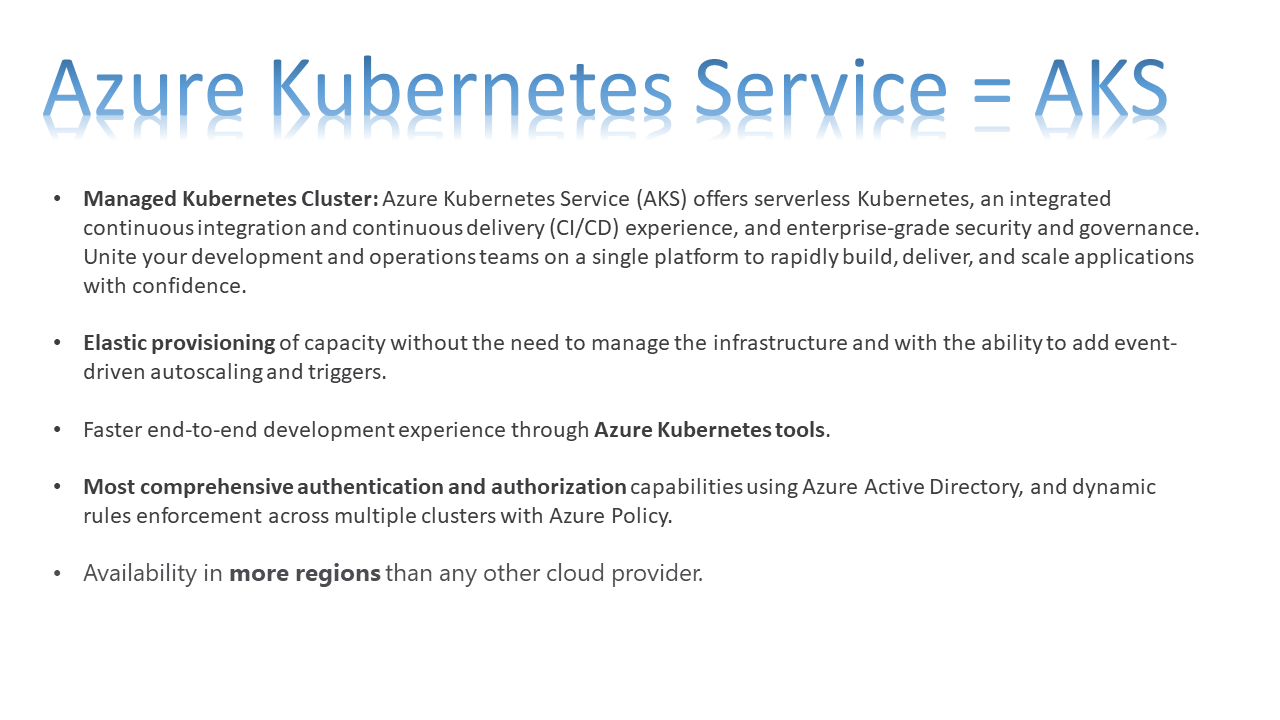 Azure Kubernetes Service = AKS
• Managed Kubernetes Cluster: Azure Kubernetes Service (AKS) offers serverless Kubernetes, an integrated
continuous integration and continuous delivery (CI/CD) experience, and enterprise-grade security and governance.
Unite your development and operations teams on a single platform to rapidly build, deliver, and scale applications
with confidence.
• Elastic provisioning of capacity without the need to manage the infrastructure and with the ability to add event-
driven autoscaling and triggers.
• Faster end-to-end development experience through Azure Kubernetes tools.
• Most comprehensive authentication and authorization capabilities using Azure Active Directory, and dynamic
rules enforcement across multiple clusters with Azure Policy.
• Availability in more regions than any other cloud provider.